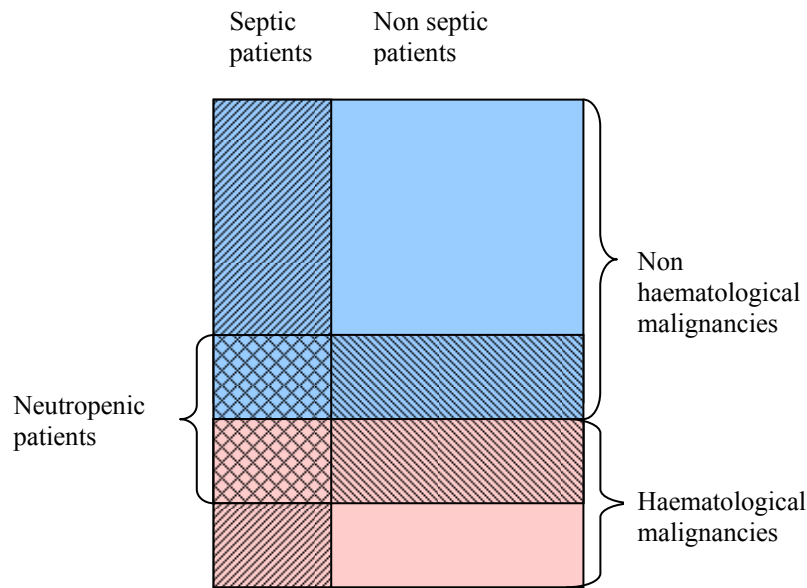 Septic
patients
Non septic
patients
Non
haematological
malignancies
Neutropenic
patients
Haematological
malignancies